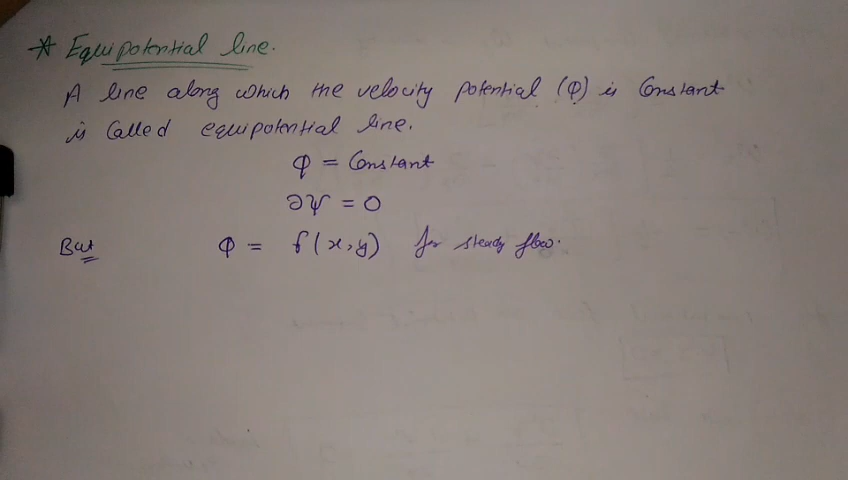 * Equipotential line.
A line along which the velocity potential (φ) is Constant
is Called equipotential line.
φ = Constant
∂ψ = 0
But φ = f(x,y) for steady flow.